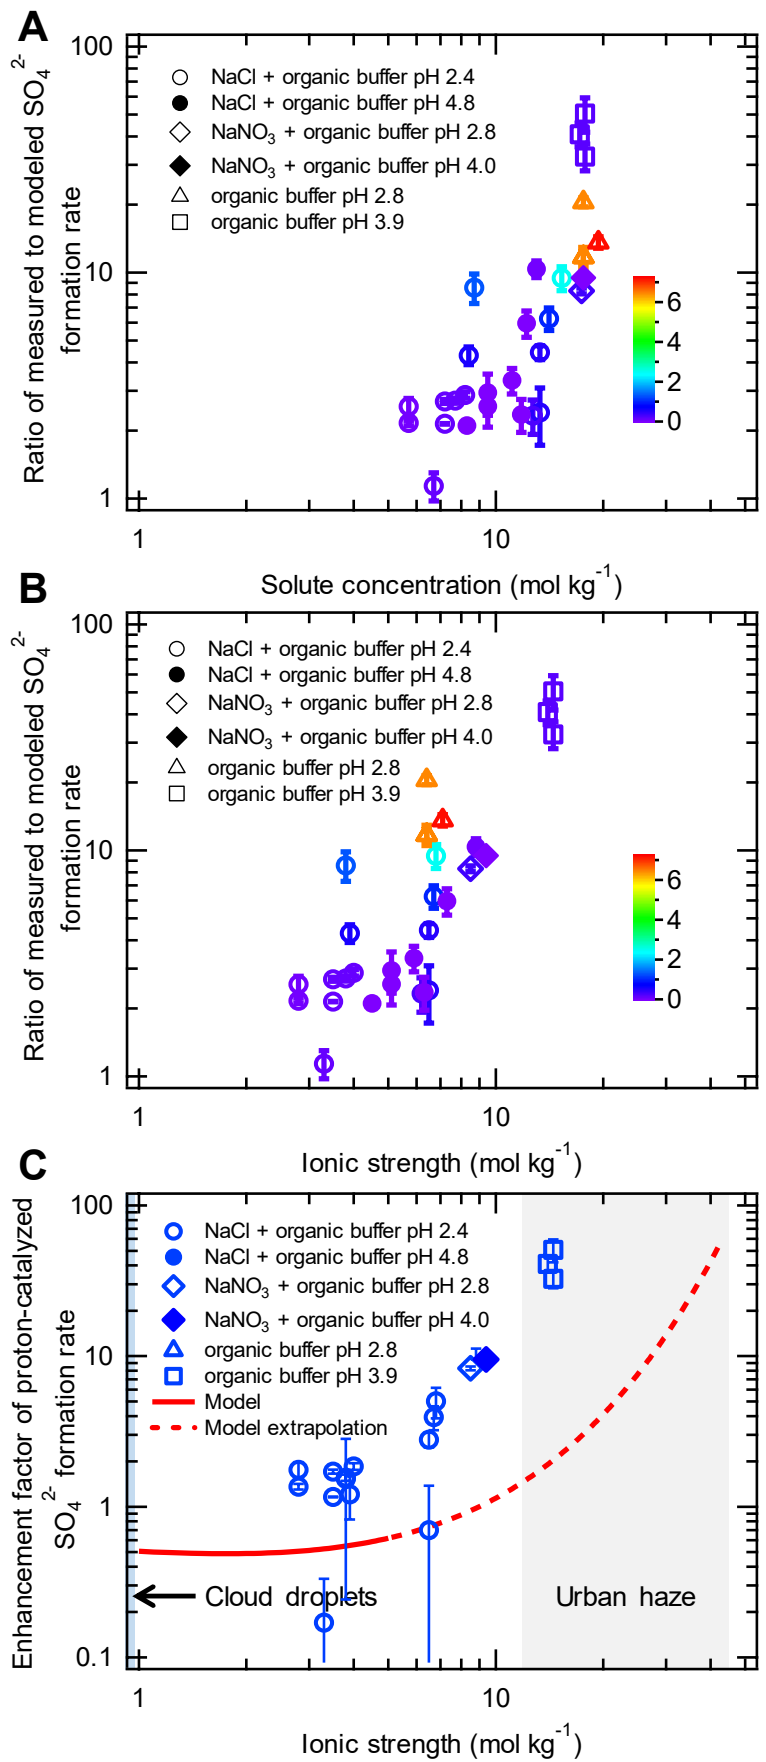 A
Ratio of measured to modeled SO₄²⁻
formation rate
100
10
1
NaCl + organic buffer pH 2.4
NaCl + organic buffer pH 4.8
NaNO₃ + organic buffer pH 2.8
NaNO₃ + organic buffer pH 4.0
organic buffer pH 2.8
organic buffer pH 3.9
6
4
2
0
1
10
Solute concentration (mol kg⁻¹)
B
Ratio of measured to modeled SO₄²⁻
formation rate
100
10
1
NaCl + organic buffer pH 2.4
NaCl + organic buffer pH 4.8
NaNO₃ + organic buffer pH 2.8
NaNO₃ + organic buffer pH 4.0
organic buffer pH 2.8
organic buffer pH 3.9
6
4
2
0
1
10
Ionic strength (mol kg⁻¹)
C
Enhancement factor of proton-catalyzed
SO₄²⁻ formation rate
100
10
1
0.1
NaCl + organic buffer pH 2.4
NaCl + organic buffer pH 4.8
NaNO₃ + organic buffer pH 2.8
NaNO₃ + organic buffer pH 4.0
organic buffer pH 2.8
organic buffer pH 3.9
Model
Model extrapolation
Cloud droplets
Urban haze
1
10
Ionic strength (mol kg⁻¹)